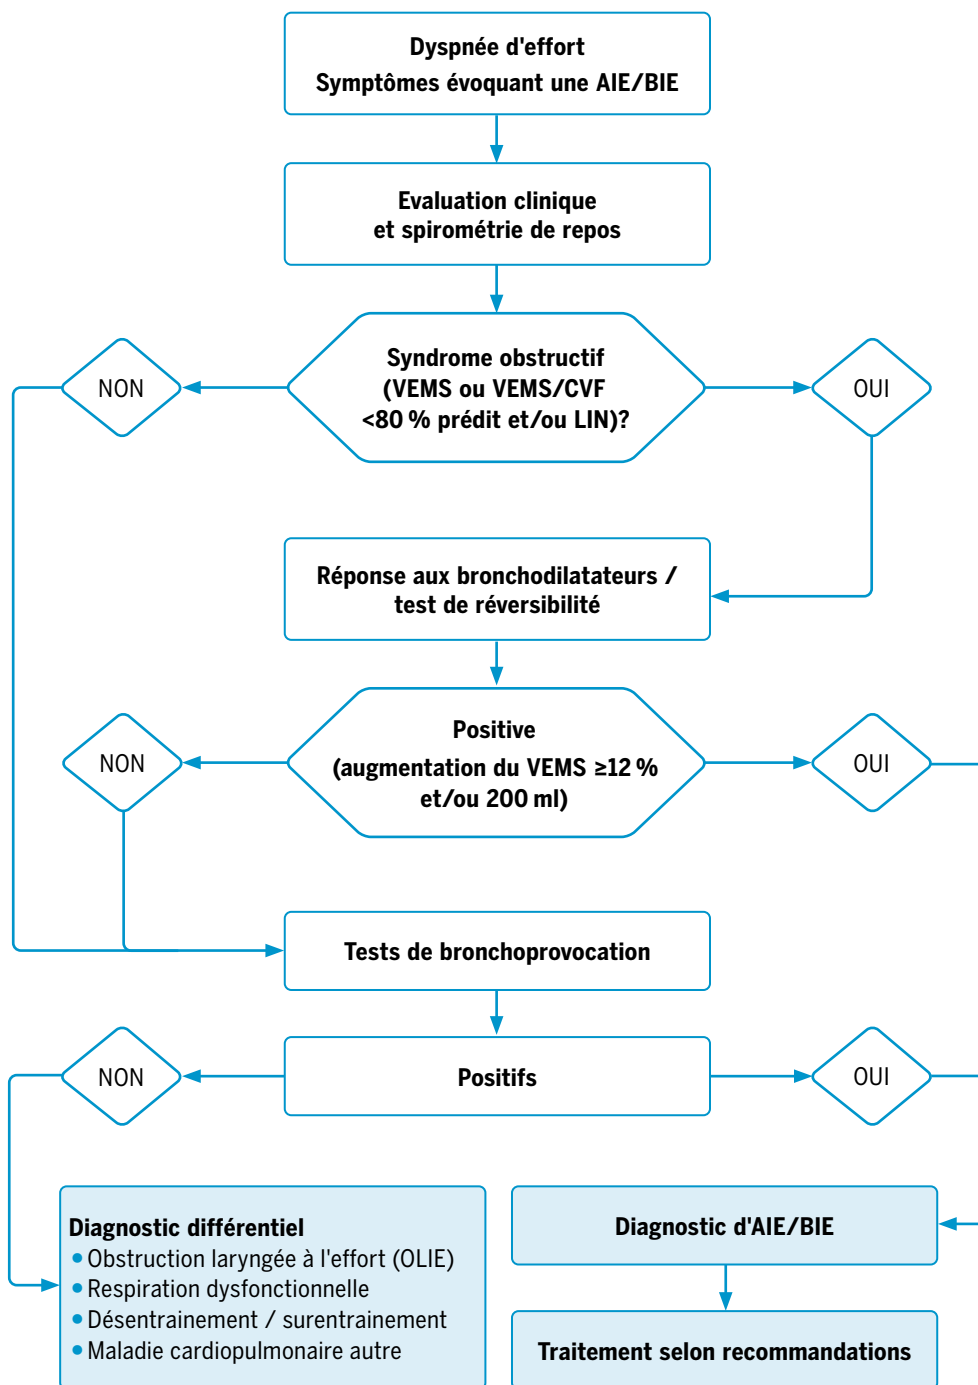 Dyspnée d'effort
Symptômes évoquant une AIE/BIE
Evaluation clinique
et spirométrie de repos
Syndrome obstructif
(VEMS ou VEMS/CVF
<80 % prédit et/ou LIN)?
NON
OUI
Réponse aux bronchodilatateurs /
test de réversibilité
Positive
(augmentation du VEMS ≥12 %
et/ou 200 ml)
NON
OUI
Tests de bronchoprovocation
Positifs
NON
OUI
Diagnostic différentiel
• Obstruction laryngée à l'effort (OLIE)
• Respiration dysfonctionnelle
• Désentrainement / surentrainement
• Maladie cardiopulmonaire autre
Diagnostic d'AIE/BIE
Traitement selon recommandations